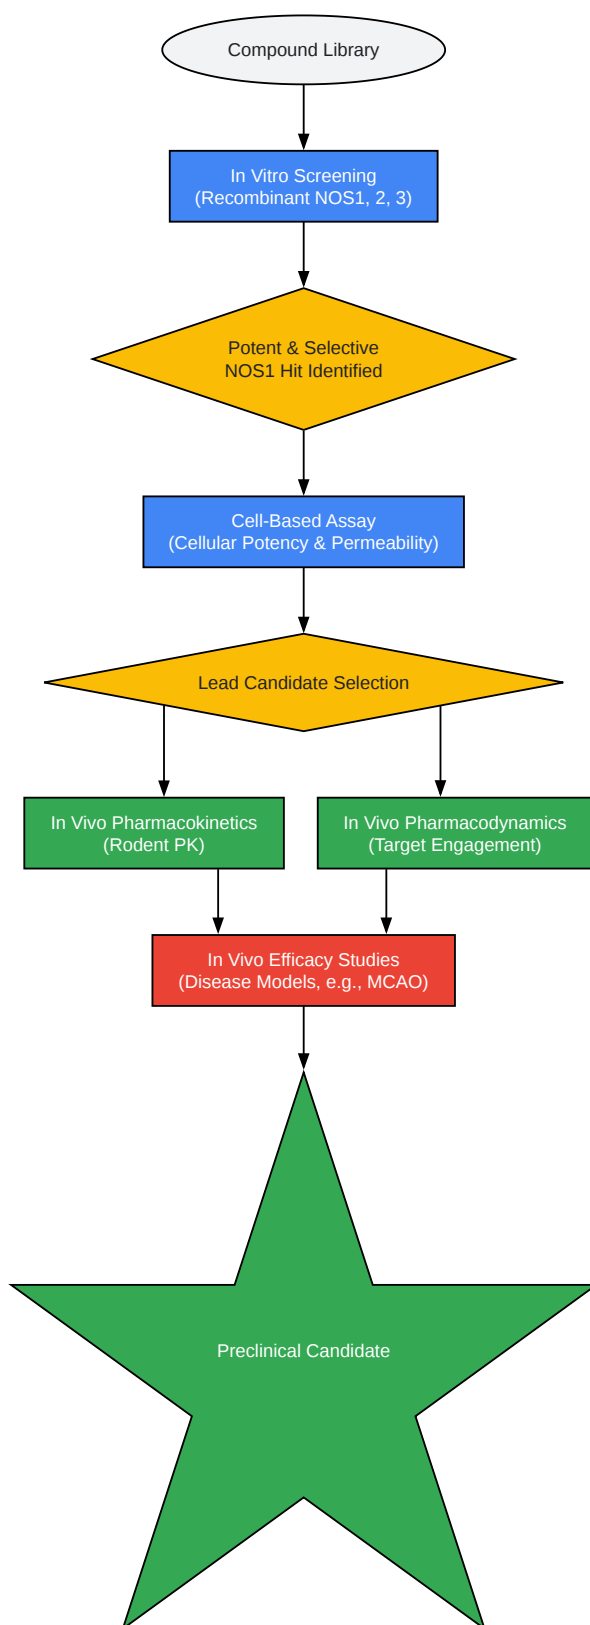 Compound Library
In Vitro Screening
(Recombinant NOS1, 2, 3)
Potent & Selective
NOS1 Hit Identified
Cell-Based Assay
(Cellular Potency & Permeability)
Lead Candidate Selection
In Vivo Pharmacokinetics
(Rodent PK)
In Vivo Pharmacodynamics
(Target Engagement)
In Vivo Efficacy Studies
(Disease Models, e.g., MCAO)
Preclinical Candidate